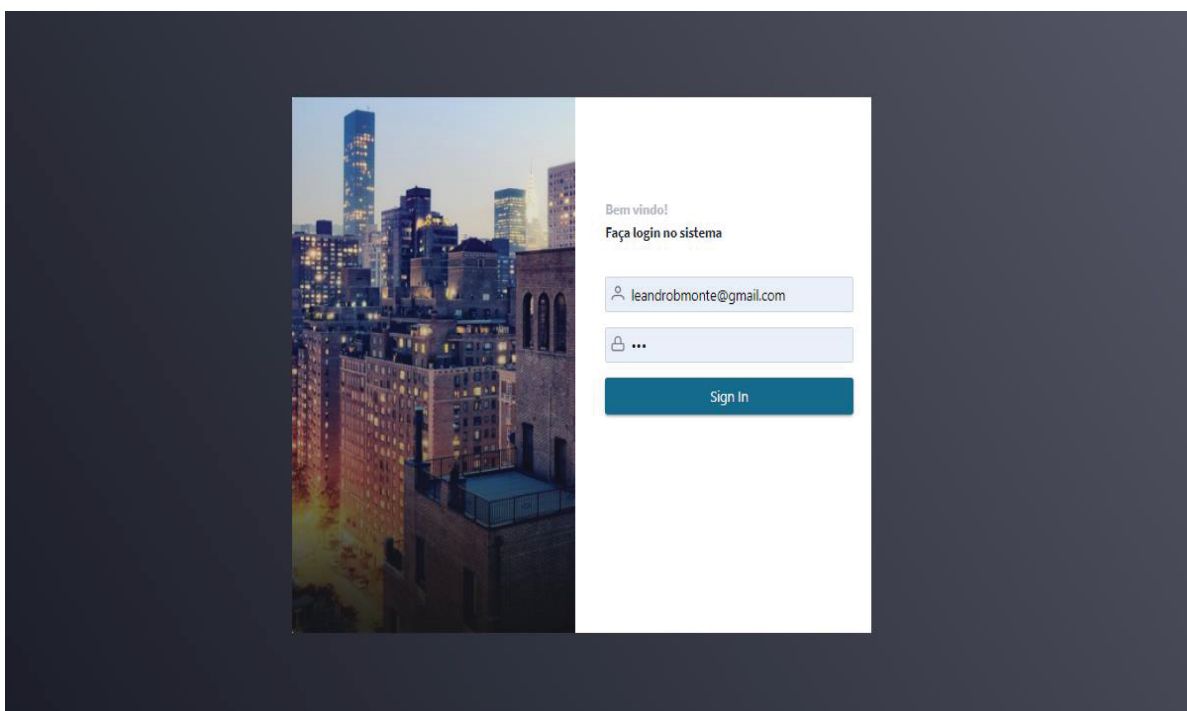 Bem vindo!
Faça login no sistema
leandrobmonte@gmail.com
•••
Sign In